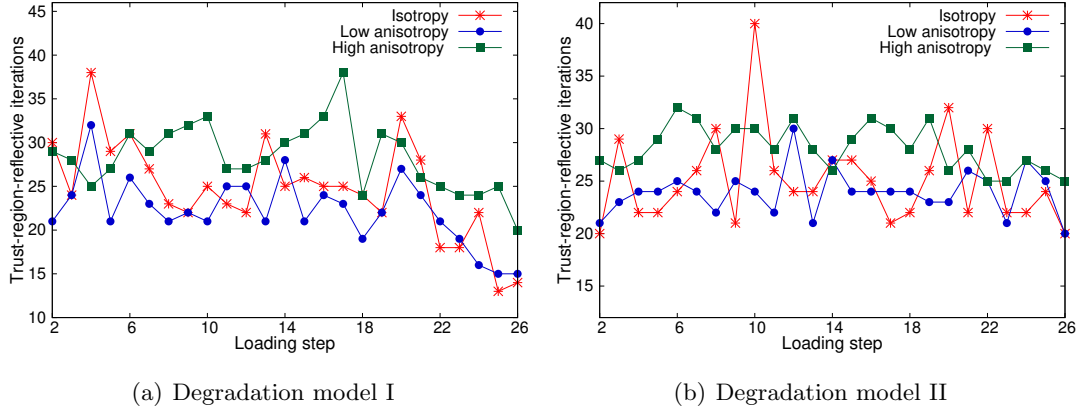 45
40
35
30
25
20
15
10
Trust-region-reflective iterations
Isotropy
Low anisotropy
High anisotropy
2 6 10 14 18 22 26
Loading step
(a) Degradation model I
40
35
30
25
20
15
10
Trust-region-reflective iterations
Isotropy
Low anisotropy
High anisotropy
2 6 10 14 18 22 26
Loading step
(b) Degradation model II